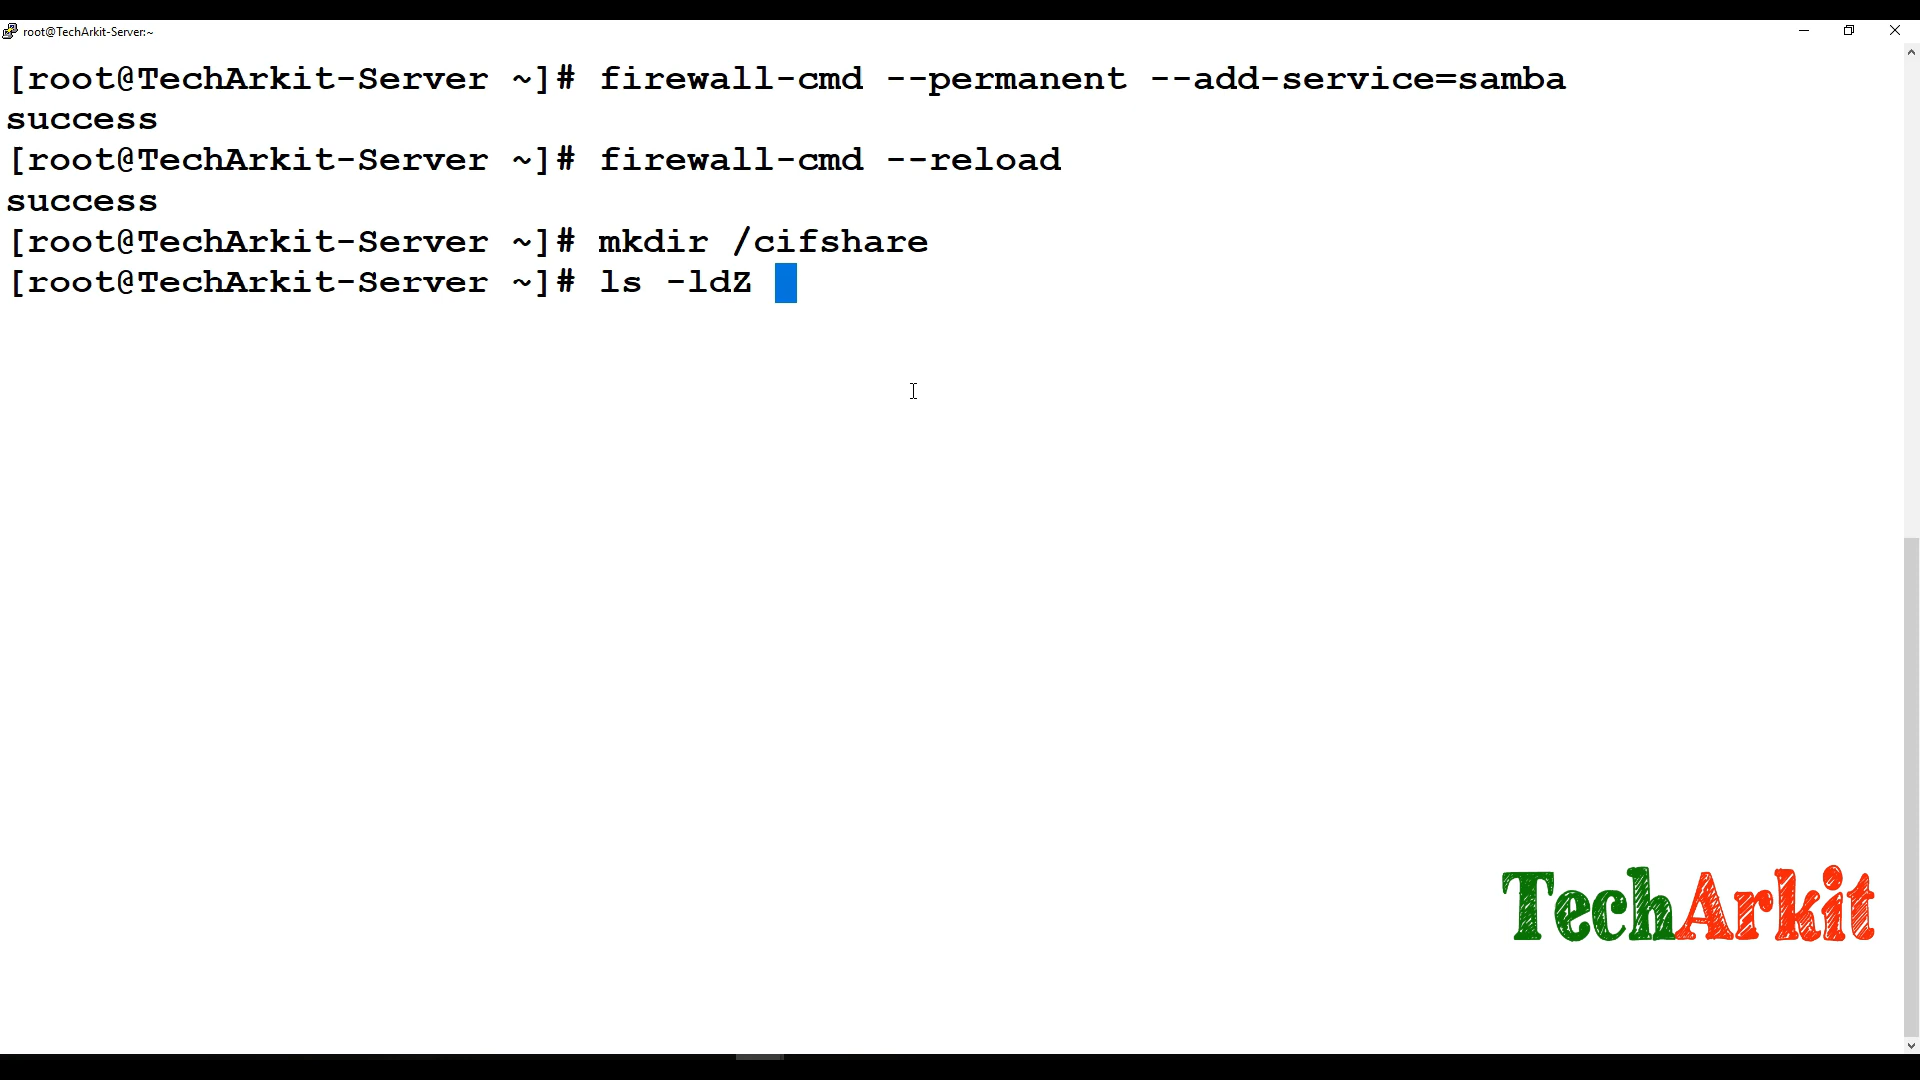 root@TechArkit-Server:~
[root@TechArkit-Server ~]# firewall-cmd --permanent --add-service=samba
success
[root@TechArkit-Server ~]# firewall-cmd --reload
success
[root@TechArkit-Server ~]# mkdir /cifshare
[root@TechArkit-Server ~]# ls -ldZ
TechArkit